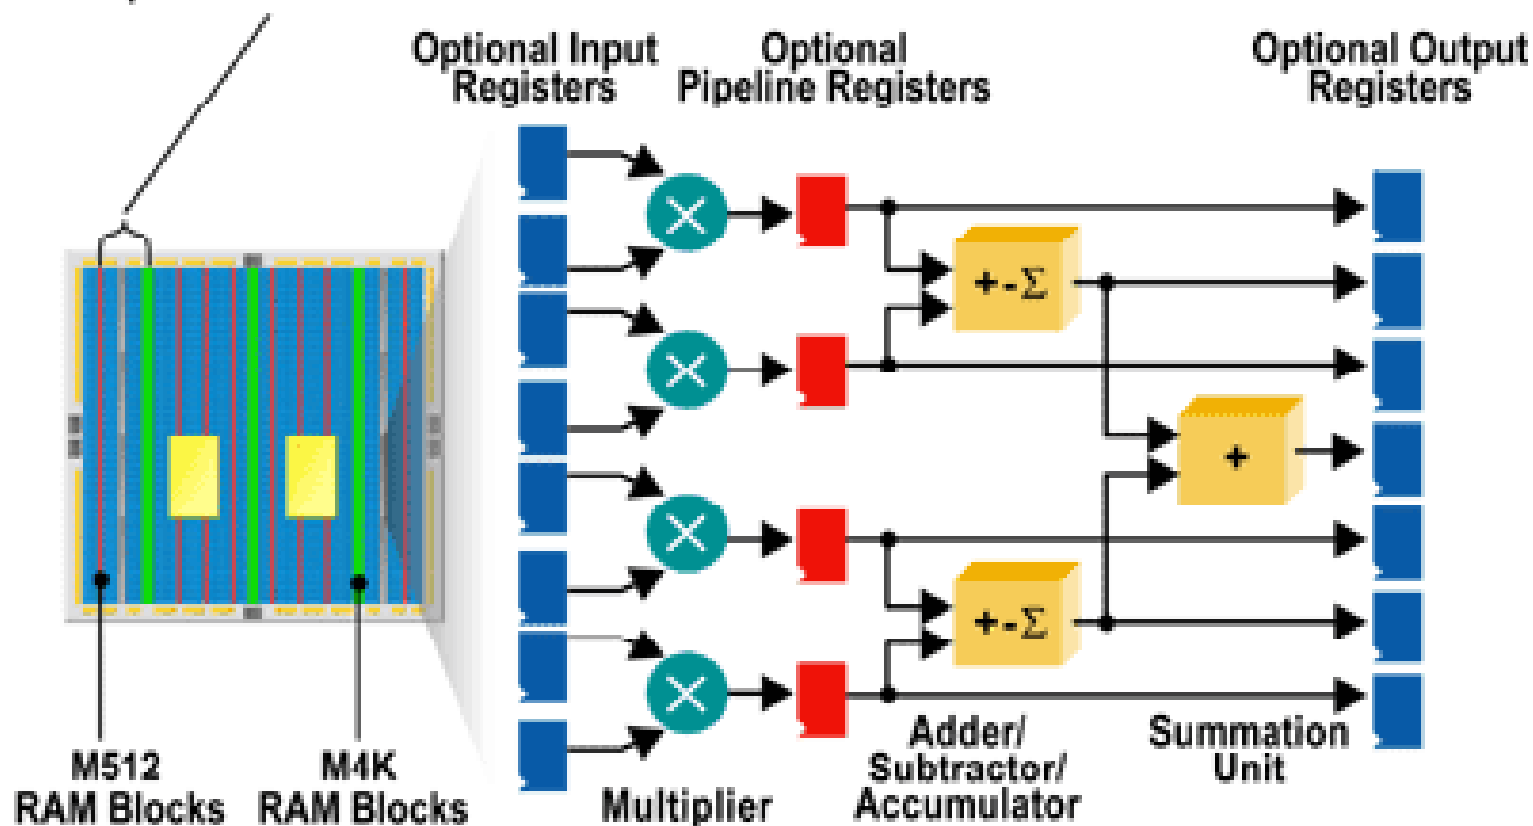 Optional Input
Registers
Optional
Pipeline Registers
Optional Output
Registers
+-Σ
+
+-Σ
M512
RAM Blocks
M4K
RAM Blocks
Multiplier
Adder/
Subtractor/
Accumulator
Summation
Unit